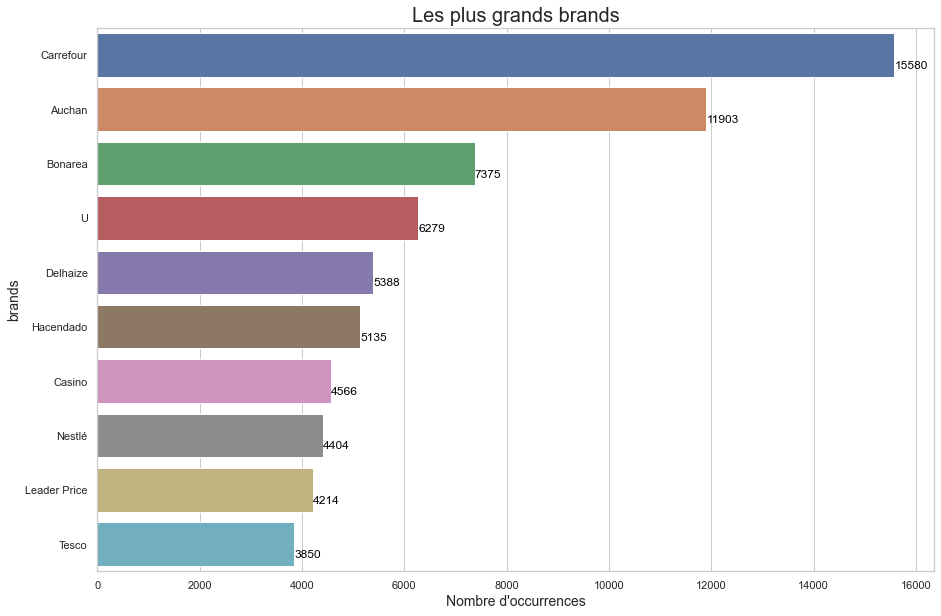 Les plus grands brands
Carrefour
15580
Auchan
11903
Bonarea
7375
U
6279
Delhaize
5388
brands
Hacendado
5135
Casino
4566
Nestlé
4404
Leader Price
4214
Tesco
3850
0 2000 4000 6000 8000 10000 12000 14000 16000
Nombre d'occurrences